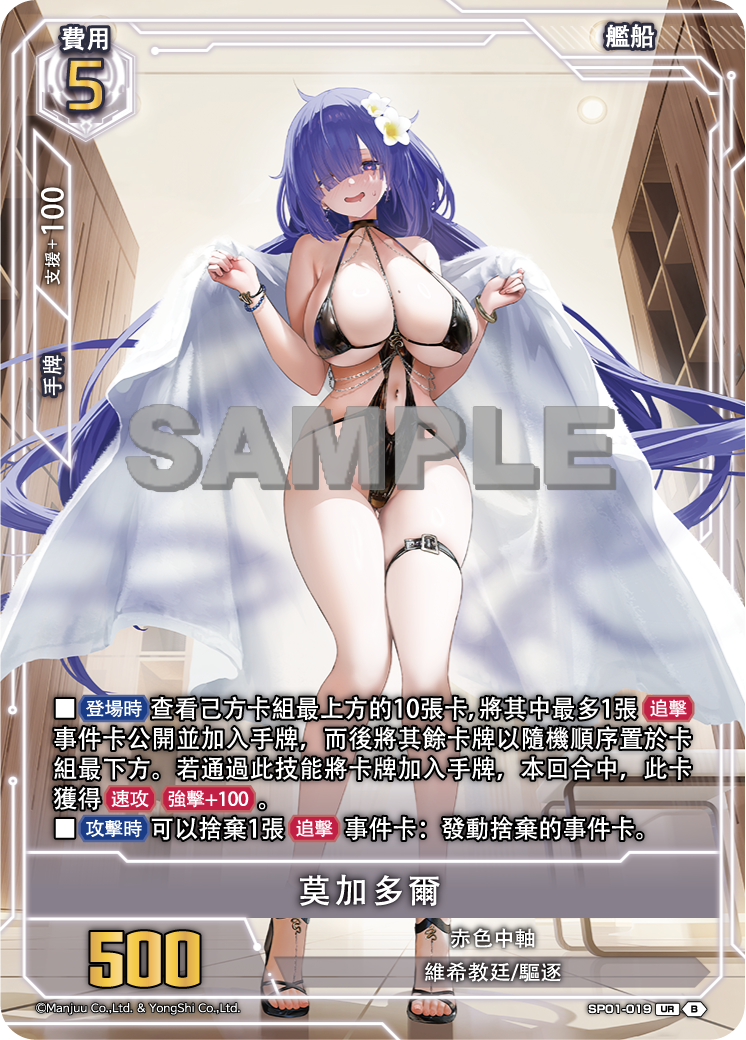 費用
5
艦船
支援+100
手牌
SAMPLE
■ 登場時 查看己方卡組最上方的10張卡,將其中最多1張 追擊
事件卡公開並加入手牌，而後將其餘卡牌以隨機順序置於卡
組最下方。若通過此技能將卡牌加入手牌，本回合中，此卡
獲得 速攻 強擊+100 。
■ 攻擊時 可以捨棄1張 追擊 事件卡：發動捨棄的事件卡。
莫加多爾
500
赤色中軸
維希教廷/驅逐
©Manjuu Co.,Ltd. & YongShi Co.,Ltd.
SP01-019 UR B